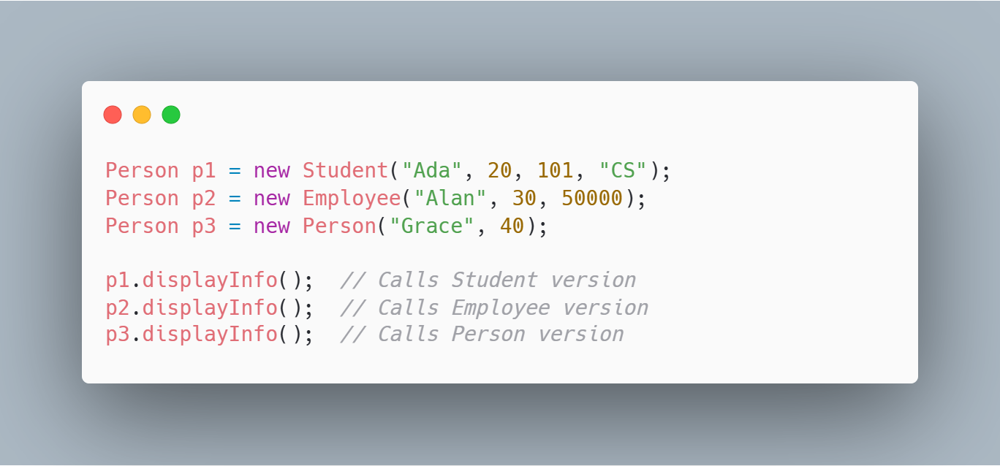 Person p1 = new Student("Ada", 20, 101, "CS");
Person p2 = new Employee("Alan", 30, 50000);
Person p3 = new Person("Grace", 40);

p1.displayInfo();  // Calls Student version
p2.displayInfo();  // Calls Employee version
p3.displayInfo();  // Calls Person version